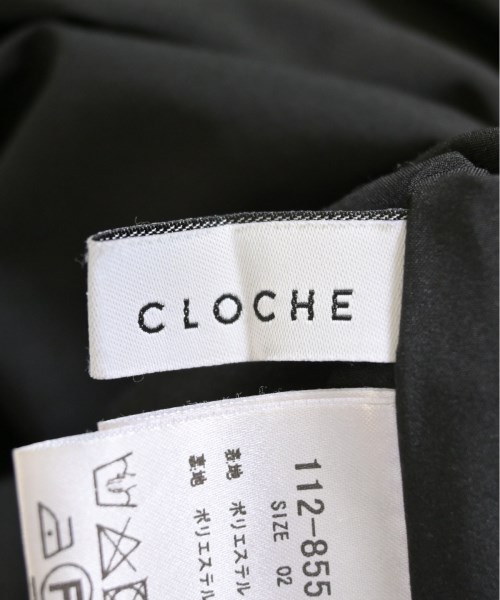 CLOCHE
112-855
SIZE 02
表地 ポリエステル
裏地 ポリエステル
P